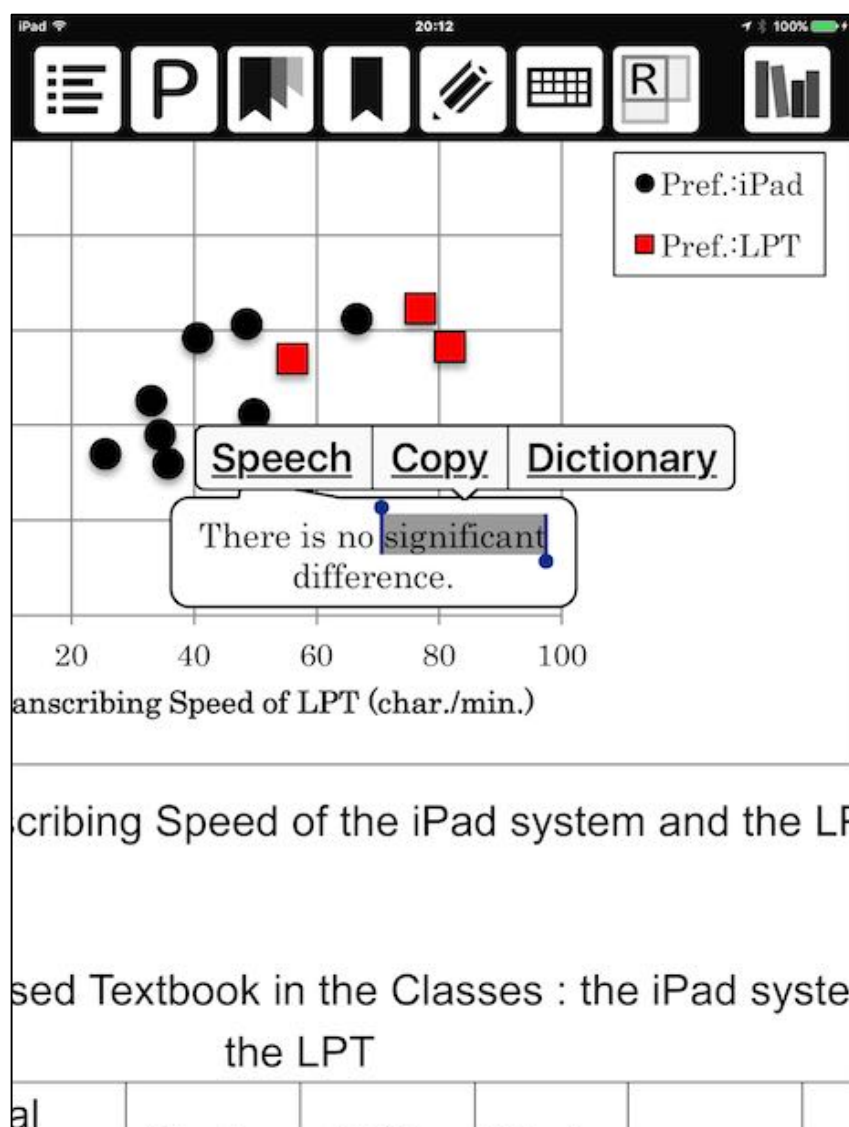 iPad 20:12 100%
P R
Pref.:iPad
Pref.:LPT
Speech Copy Dictionary
There is no significant
difference.
20 40 60 80 100
anscribing Speed of LPT (char./min.)
cribing Speed of the iPad system and the LP
sed Textbook in the Classes : the iPad syste
the LPT
al